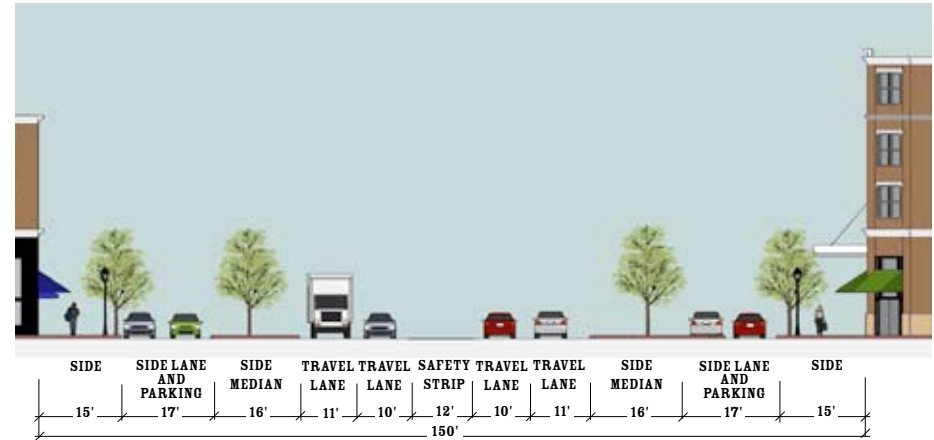 SIDE
SIDE LANE
AND
PARKING
SIDE
MEDIAN
TRAVEL
LANE
TRAVEL
LANE
SAFETY
STRIP
TRAVEL
LANE
TRAVEL
LANE
SIDE
MEDIAN
SIDE LANE
AND
PARKING
SIDE
15' 17' 16' 11' 10' 12' 10' 11' 16' 17' 15'
150'